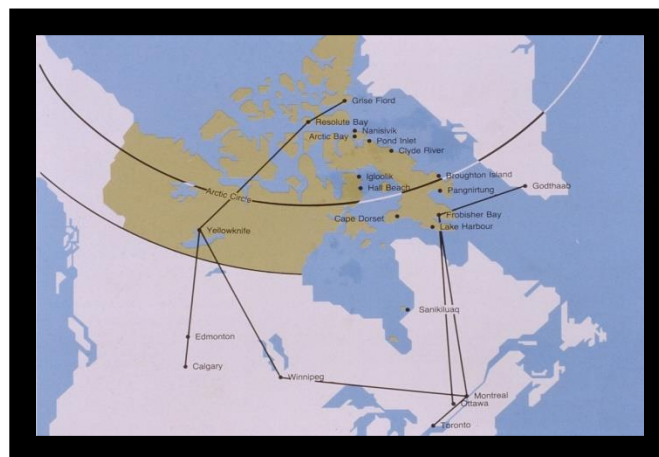 Grise Fiord
Resolute Bay
Nanisivik
Arctic Bay
Pond Inlet
Clyde River
Igloolik
Broughton Island
Hall Beach
Pangnirtung
Godthaab
Arctic Circle
Cape Dorset
Frobisher Bay
Yellowknife
Lake Harbour
Sanikiluaq
Edmonton
Calgary
Winnipeg
Montreal
Ottawa
Toronto